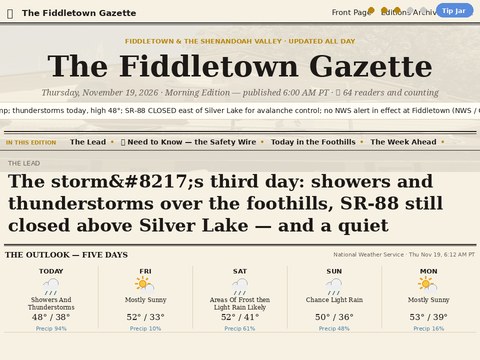 The Fiddletown Gazette
Front Page Editions Archiv
Tip Jar
FIDDLETOWN & THE SHENANDOAH VALLEY · UPDATED ALL DAY
The Fiddletown Gazette
Thursday, November 19, 2026 · Morning Edition — published 6:00 AM PT · 64 readers and counting
mp; thunderstorms today, high 48°; SR-88 CLOSED east of Silver Lake for avalanche control; no NWS alert in effect at Fiddletown (NWS /
IN THIS EDITION The Lead • Need to Know — the Safety Wire • Today in the Foothills • The Week Ahead •
THE LEAD
The storm&#8217;s third day: showers and
thunderstorms over the foothills, SR-88 still
closed above Silver Lake — and a quiet
THE OUTLOOK — FIVE DAYS
National Weather Service · Thu Nov 19, 6:12 AM PT
TODAY FRI SAT SUN MON
Showers And Thunderstorms Mostly Sunny Areas Of Frost then Light Rain Likely Chance Light Rain Mostly Sunny
48° / 38° 52° / 33° 52° / 41° 50° / 36° 53° / 39°
Precip 94% Precip 10% Precip 61% Precip 48% Precip 16%